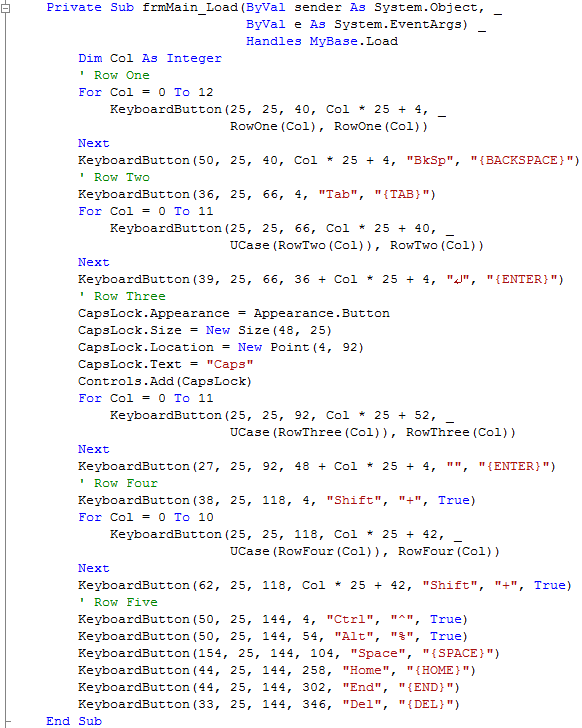 Private Sub frmMain_Load(ByVal sender As System.Object, _
ByVal e As System.EventArgs) _
Handles MyBase.Load
Dim Col As Integer
' Row One
For Col = 0 To 12
KeyboardButton(25, 25, 40, Col * 25 + 4, _
RowOne(Col), RowOne(Col))
Next
KeyboardButton(50, 25, 40, Col * 25 + 4, "BkSp", "{BACKSPACE}")
' Row Two
KeyboardButton(36, 25, 66, 4, "Tab", "{TAB}")
For Col = 0 To 11
KeyboardButton(25, 25, 66, Col * 25 + 40, _
UCase(RowTwo(Col)), RowTwo(Col))
Next
KeyboardButton(39, 25, 66, 36 + Col * 25 + 4, "↲", "{ENTER}")
' Row Three
CapsLock.Appearance = Appearance.Button
CapsLock.Size = New Size(48, 25)
CapsLock.Location = New Point(4, 92)
CapsLock.Text = "Caps"
Controls.Add(CapsLock)
For Col = 0 To 11
KeyboardButton(25, 25, 92, Col * 25 + 52, _
UCase(RowThree(Col)), RowThree(Col))
Next
KeyboardButton(27, 25, 92, 48 + Col * 25 + 4, "", "{ENTER}")
' Row Four
KeyboardButton(38, 25, 118, 4, "Shift", "+", True)
For Col = 0 To 10
KeyboardButton(25, 25, 118, Col * 25 + 42, _
UCase(RowFour(Col)), RowFour(Col))
Next
KeyboardButton(62, 25, 118, Col * 25 + 42, "Shift", "+", True)
' Row Five
KeyboardButton(50, 25, 144, 4, "Ctrl", "^", True)
KeyboardButton(50, 25, 144, 54, "Alt", "%", True)
KeyboardButton(154, 25, 144, 104, "Space", "{SPACE}")
KeyboardButton(44, 25, 144, 258, "Home", "{HOME}")
KeyboardButton(44, 25, 144, 302, "End", "{END}")
KeyboardButton(33, 25, 144, 346, "Del", "{DEL}")
End Sub